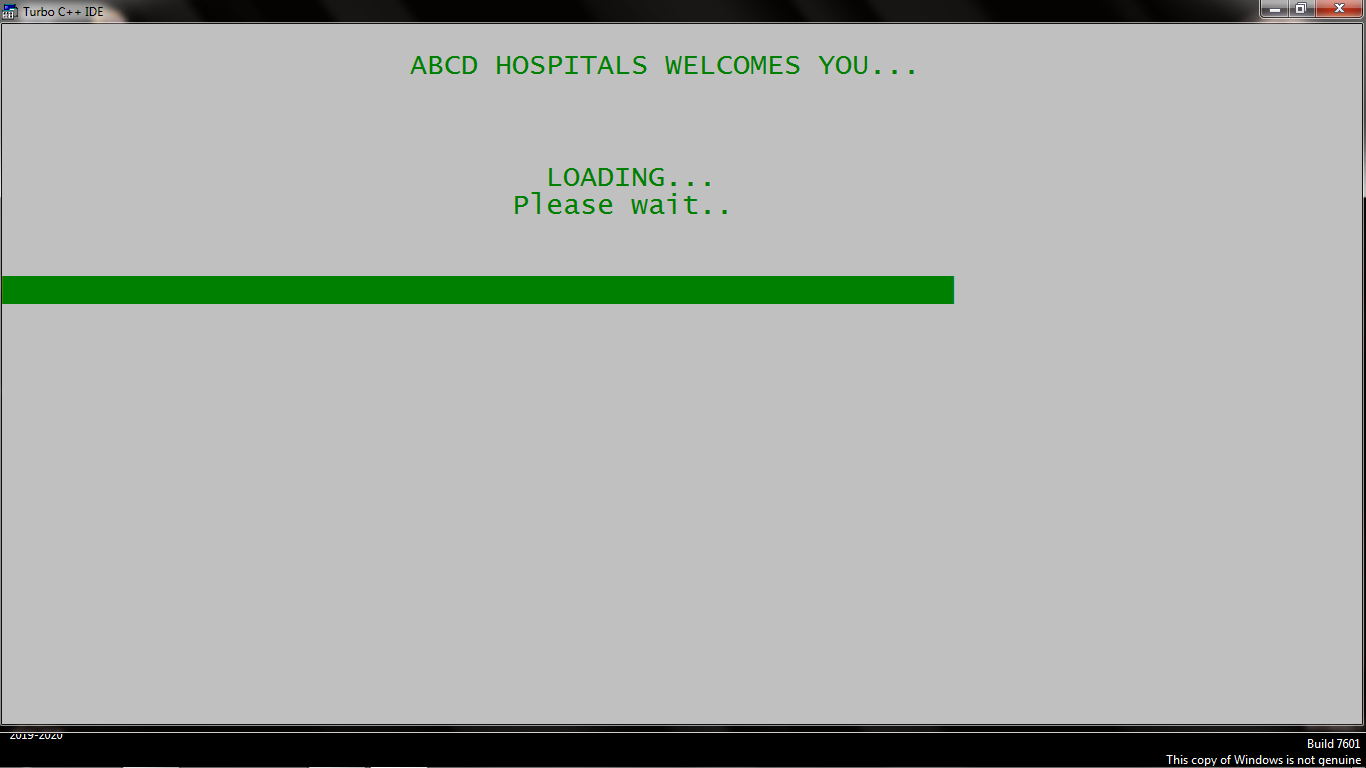 Turbo C++ IDE
ABCD HOSPITALS WELCOMES YOU...
LOADING...
Please wait..
2019-2020
Build 7601
This copy of Windows is not genuine